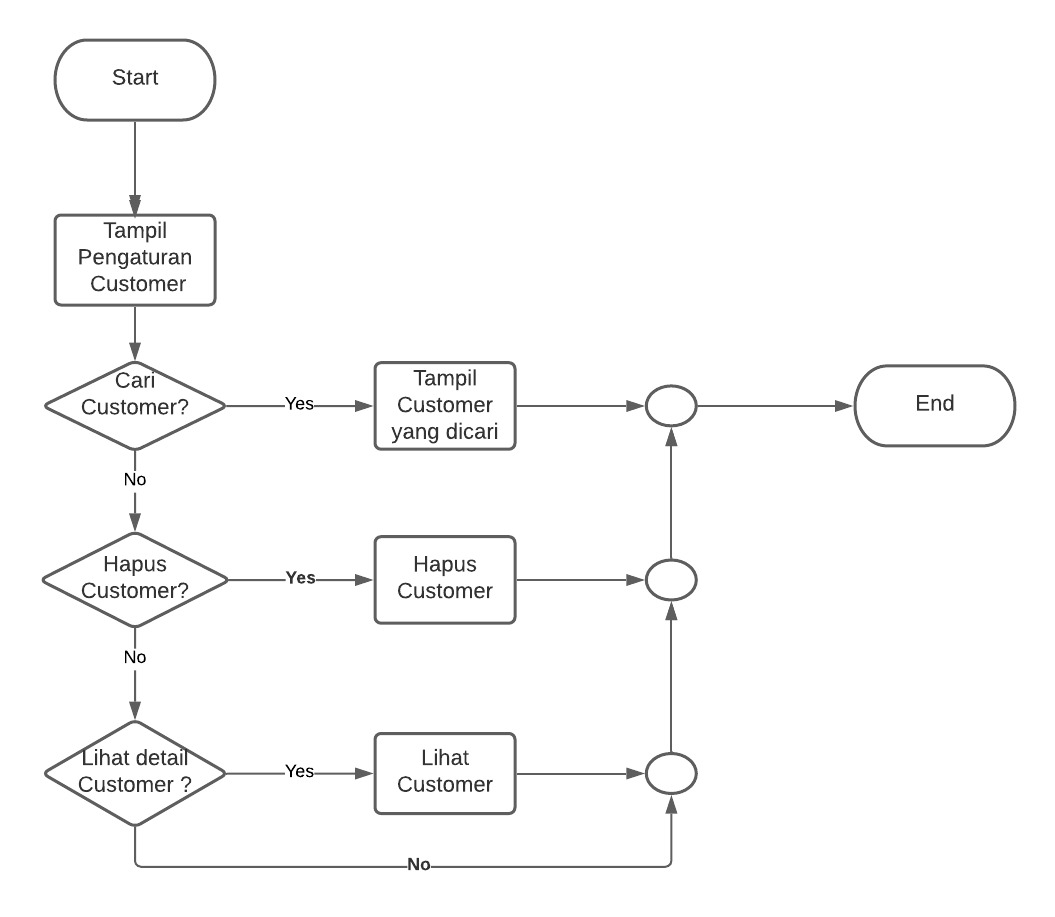 Start
Tampil
Pengaturan
Customer
Cari
Customer?
Yes
Tampil
Customer
yang dicari
End
No
Hapus
Customer?
Yes
Hapus
Customer
No
Lihat detail
Customer ?
Yes
Lihat
Customer
No